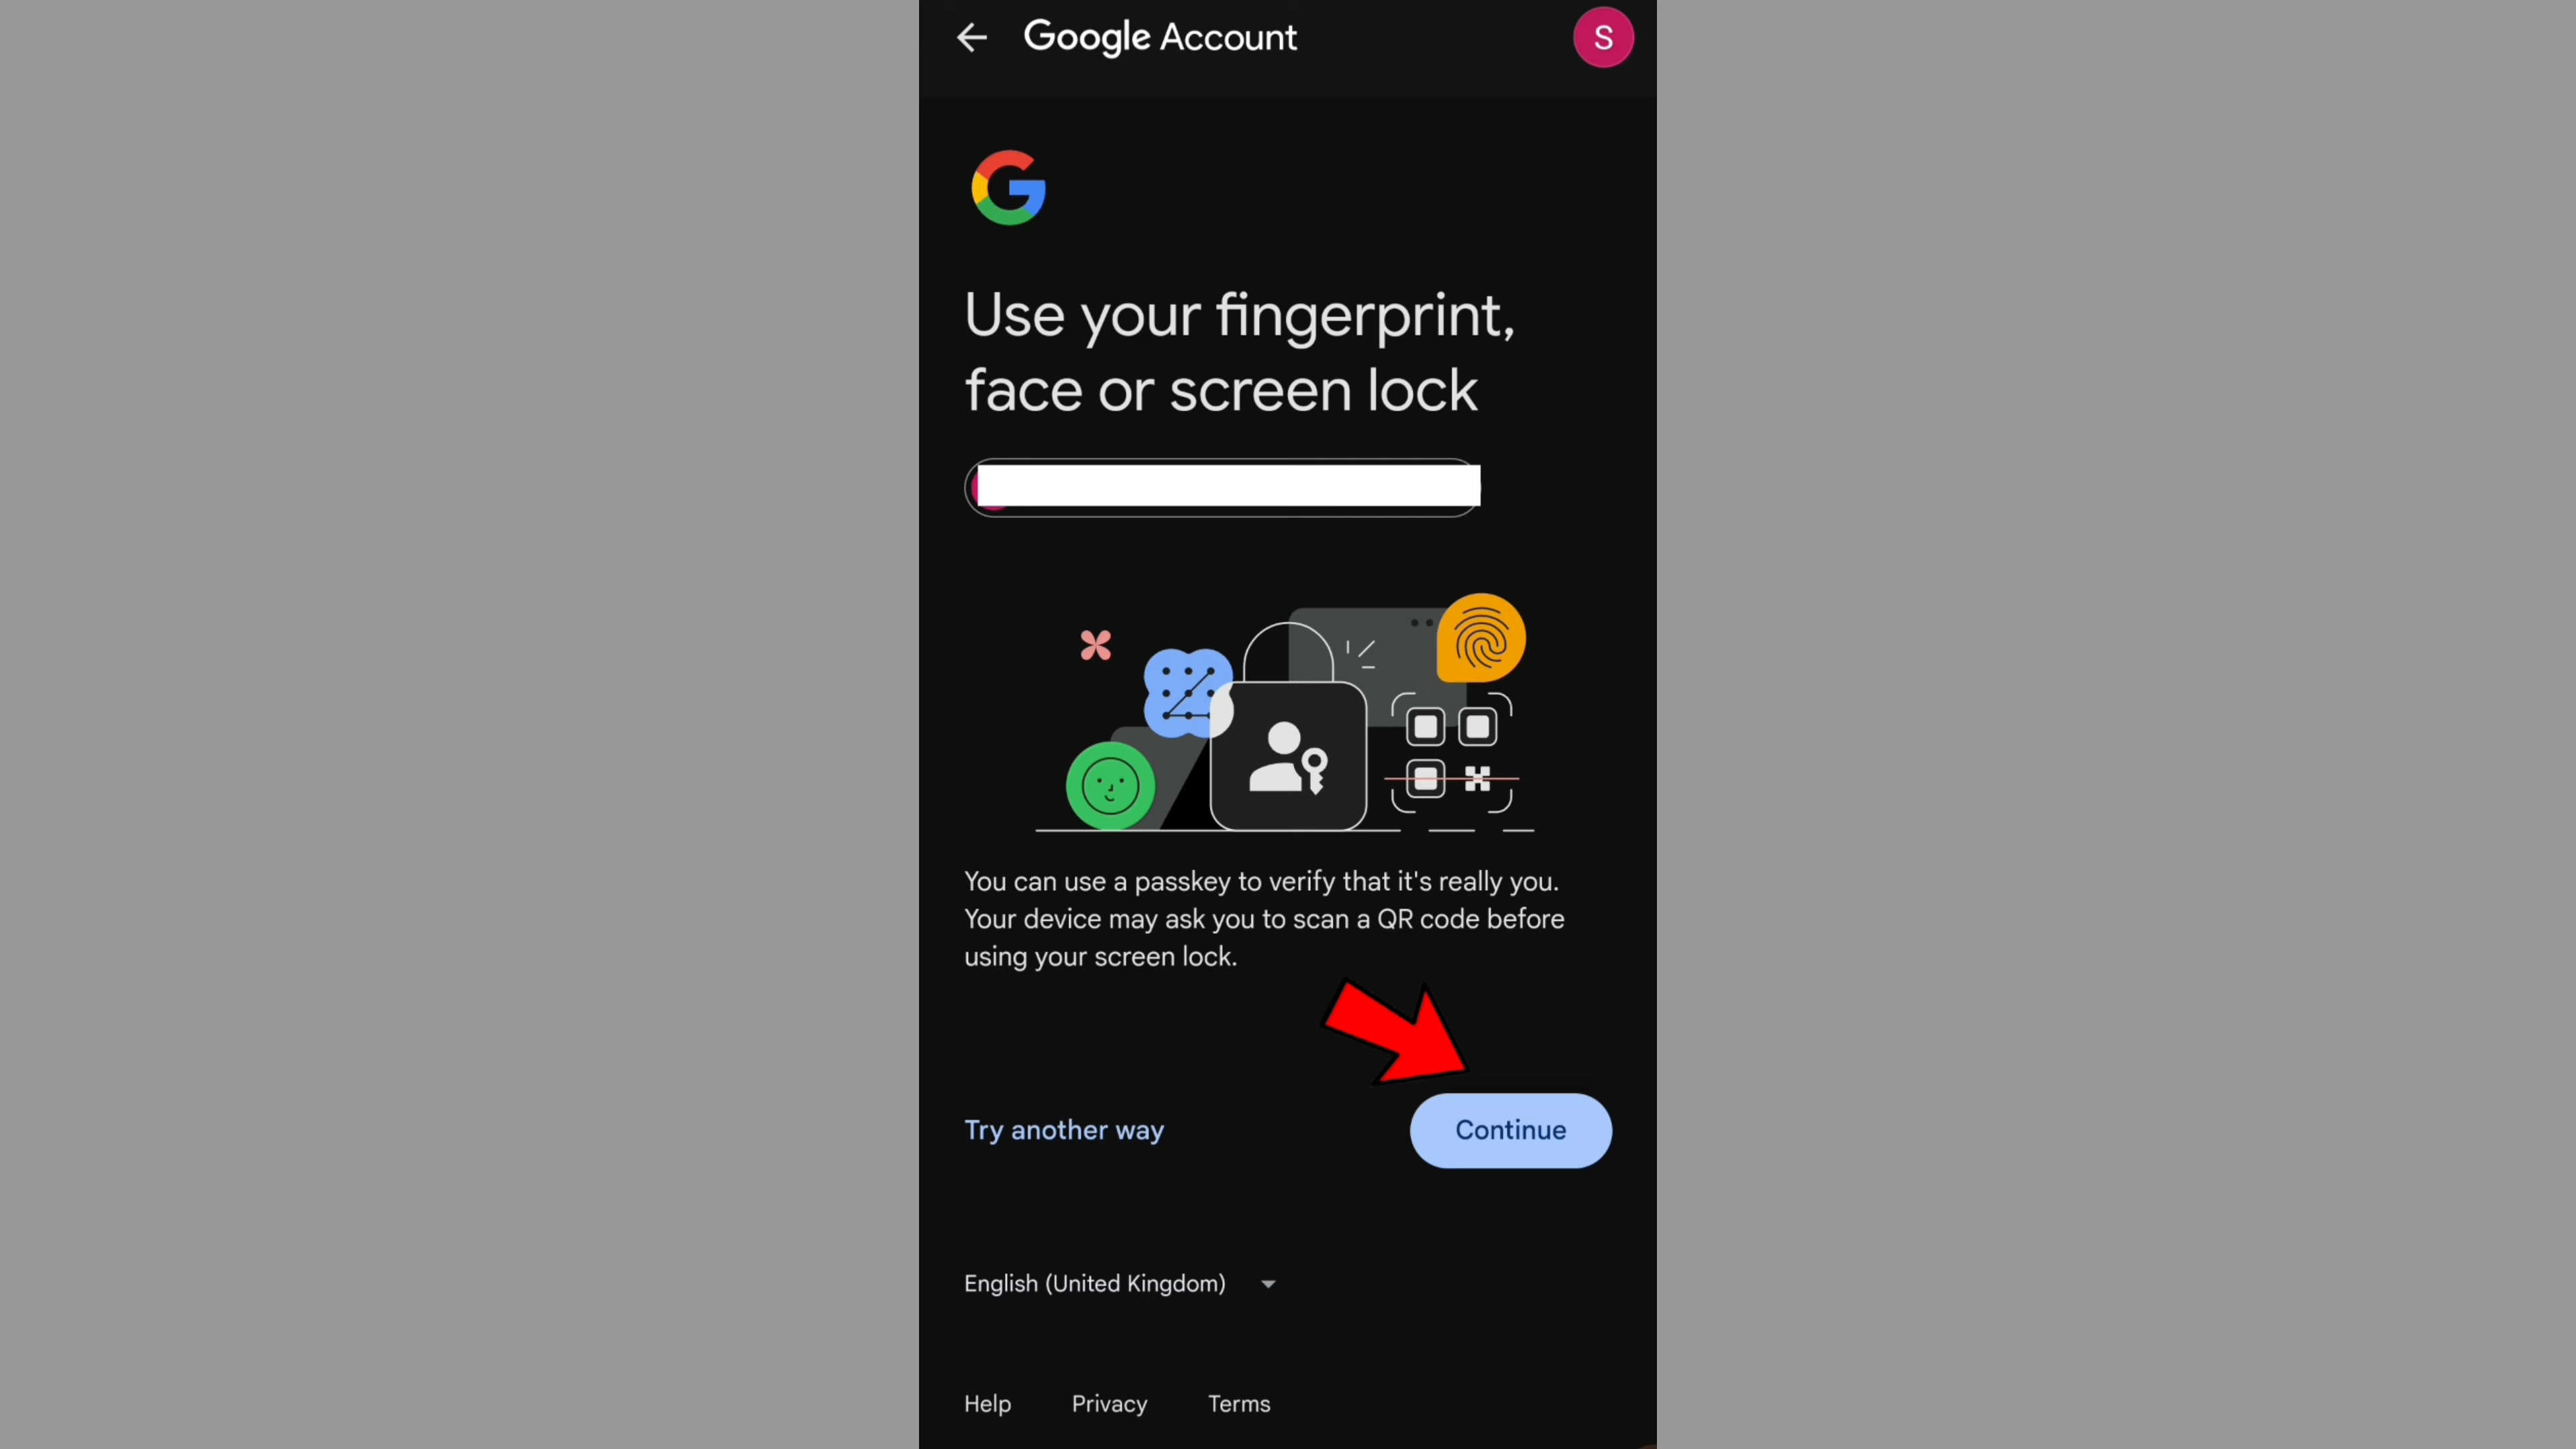 Google Account
S
Use your fingerprint,
face or screen lock
You can use a passkey to verify that it's really you.
Your device may ask you to scan a QR code before
using your screen lock.
Try another way
Continue
English (United Kingdom)
Help Privacy Terms